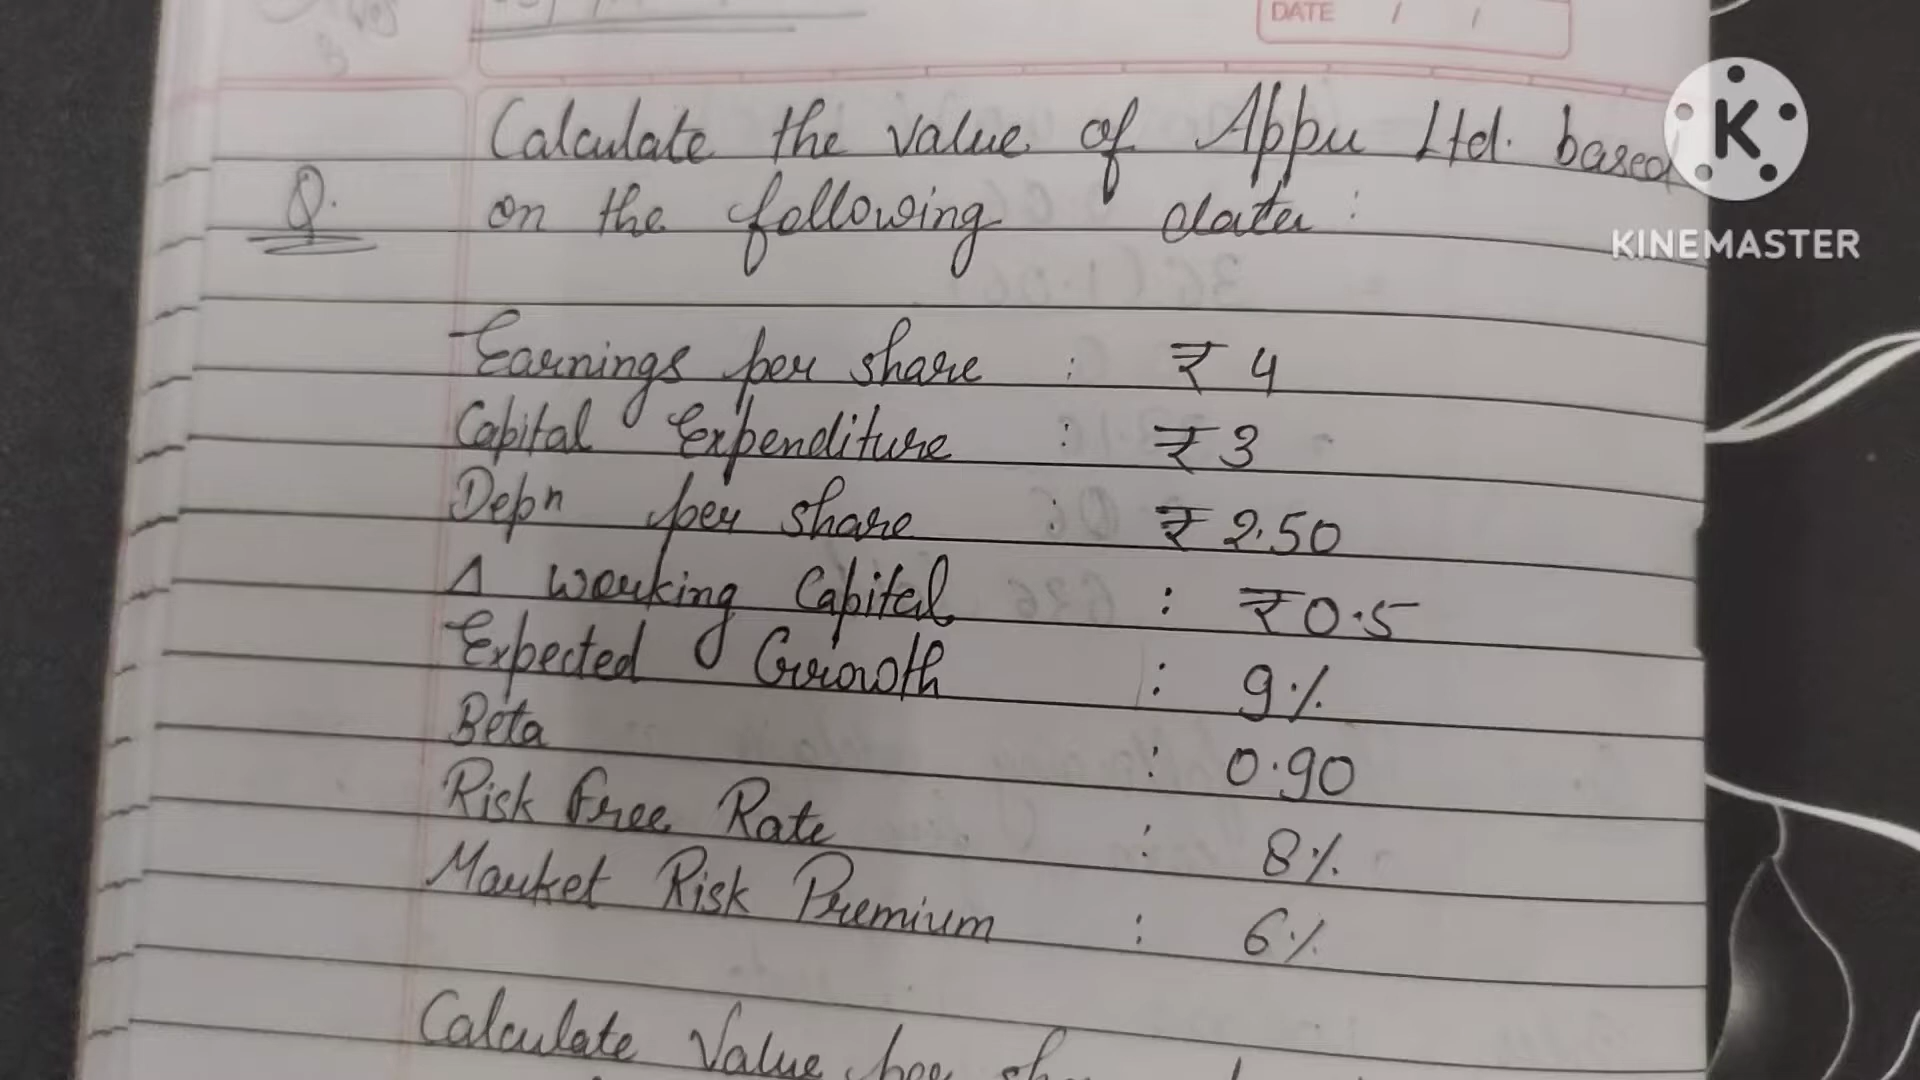 DATE / /
Calculate the value of Appu Ltd. based
Q. on the following data :
Earnings per share : ₹ 4
Capital Expenditure : ₹ 3
Depn per share : ₹ 2.50
Δ Working Capital : ₹ 0.5
Expected Growth : 9%
Beta : 0.90
Risk Free Rate : 8%
Market Risk Premium : 6%
Calculate Value per
K
KINEMASTER